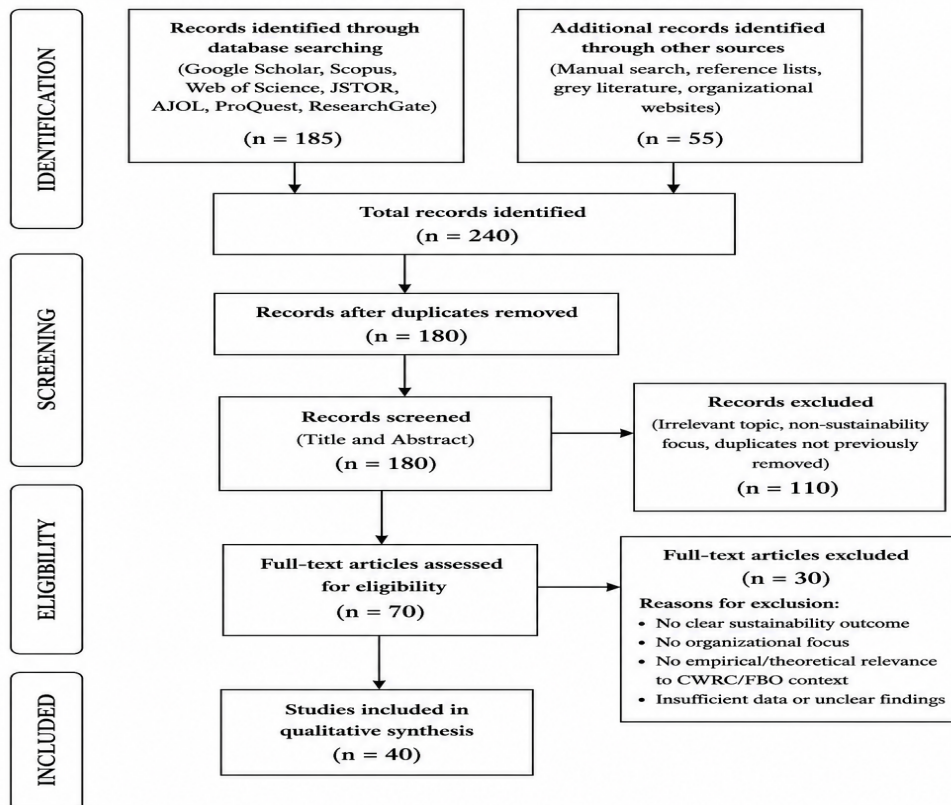 IDENTIFICATION
Records identified through
database searching
(Google Scholar, Scopus,
Web of Science, JSTOR,
AJOL, ProQuest, ResearchGate)
(n = 185)
Additional records identified
through other sources
(Manual search, reference lists,
grey literature, organizational
websites)
(n = 55)
Total records identified
(n = 240)
SCREENING
Records after duplicates removed
(n = 180)
Records screened
(Title and Abstract)
(n = 180)
Records excluded
(Irrelevant topic, non-sustainability
focus, duplicates not previously
removed)
(n = 110)
ELIGIBILITY
Full-text articles assessed
for eligibility
(n = 70)
Full-text articles excluded
(n = 30)
Reasons for exclusion:
• No clear sustainability outcome
• No organizational focus
• No empirical/theoretical relevance
to CWRC/FBO context
• Insufficient data or unclear findings
INCLUDED
Studies included in
qualitative synthesis
(n = 40)